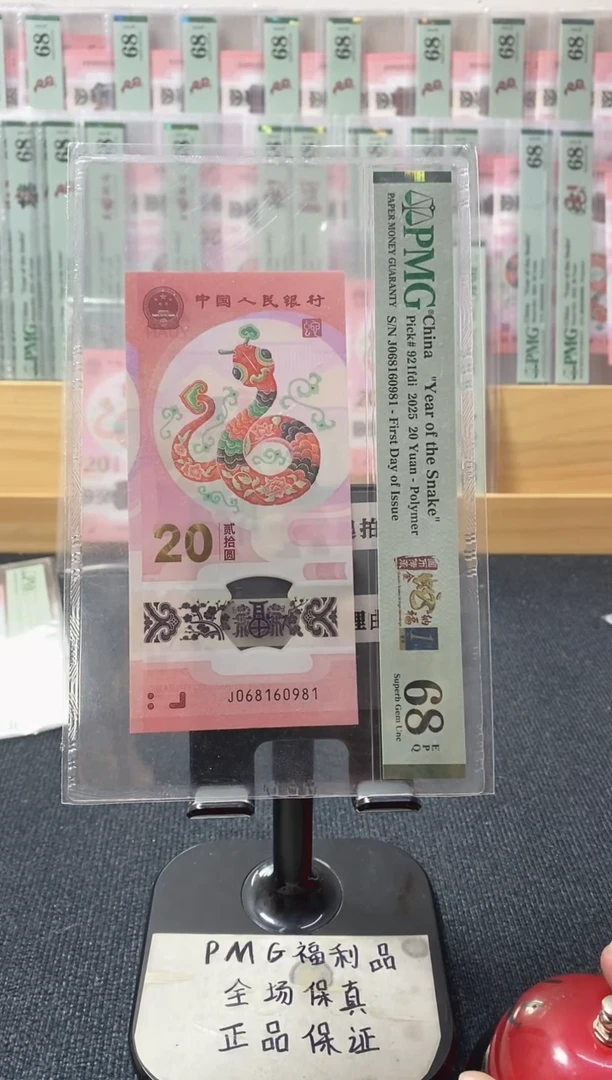 中国人民银行
20
贰拾圆
J068160981
PMG
PAPER MONEY GUARANTY
China "Year of the Snake"
Pick# 921fdi 2025 20 Yuan - Polymer
S/N J068160981 - First Day of Issue
68
EPQ
Superb Gem Unc
PMG福利品
全场保真
正品保证